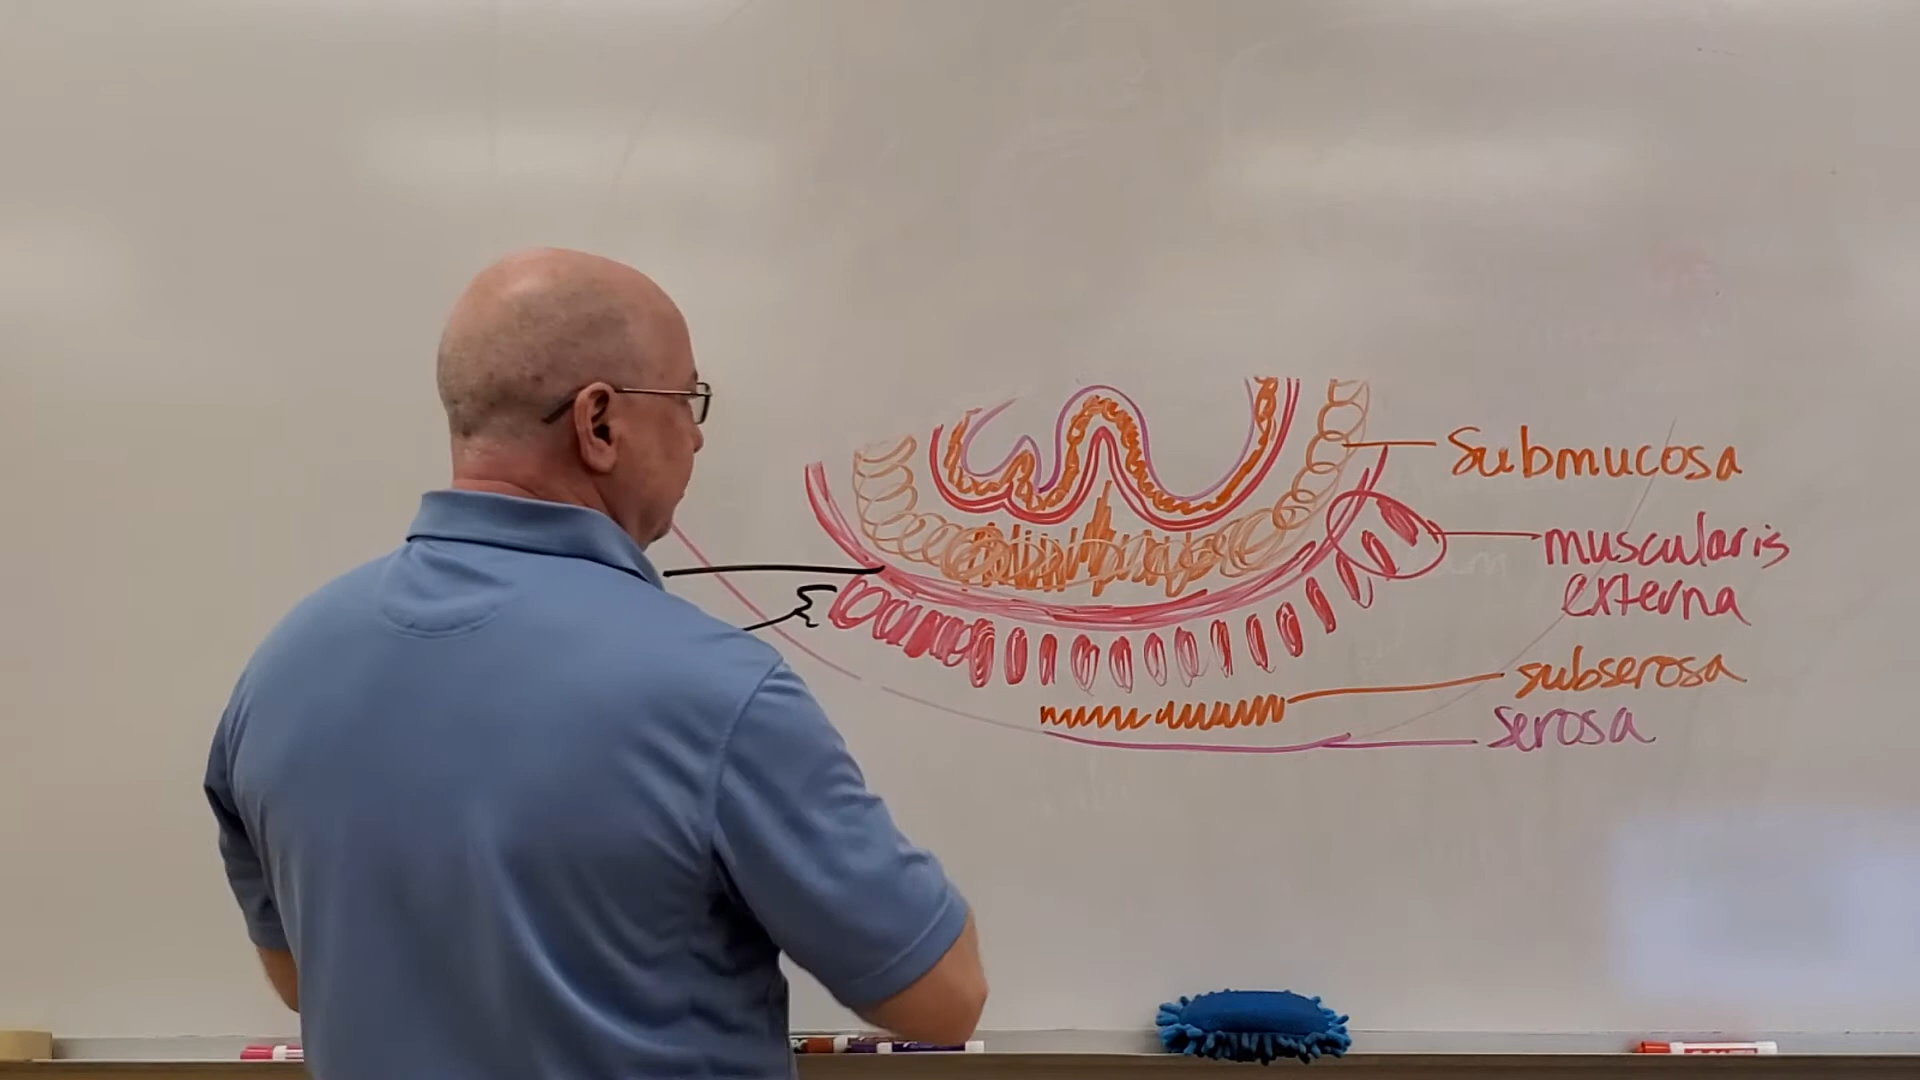 Submucosa
muscularis
externa
subserosa
serosa